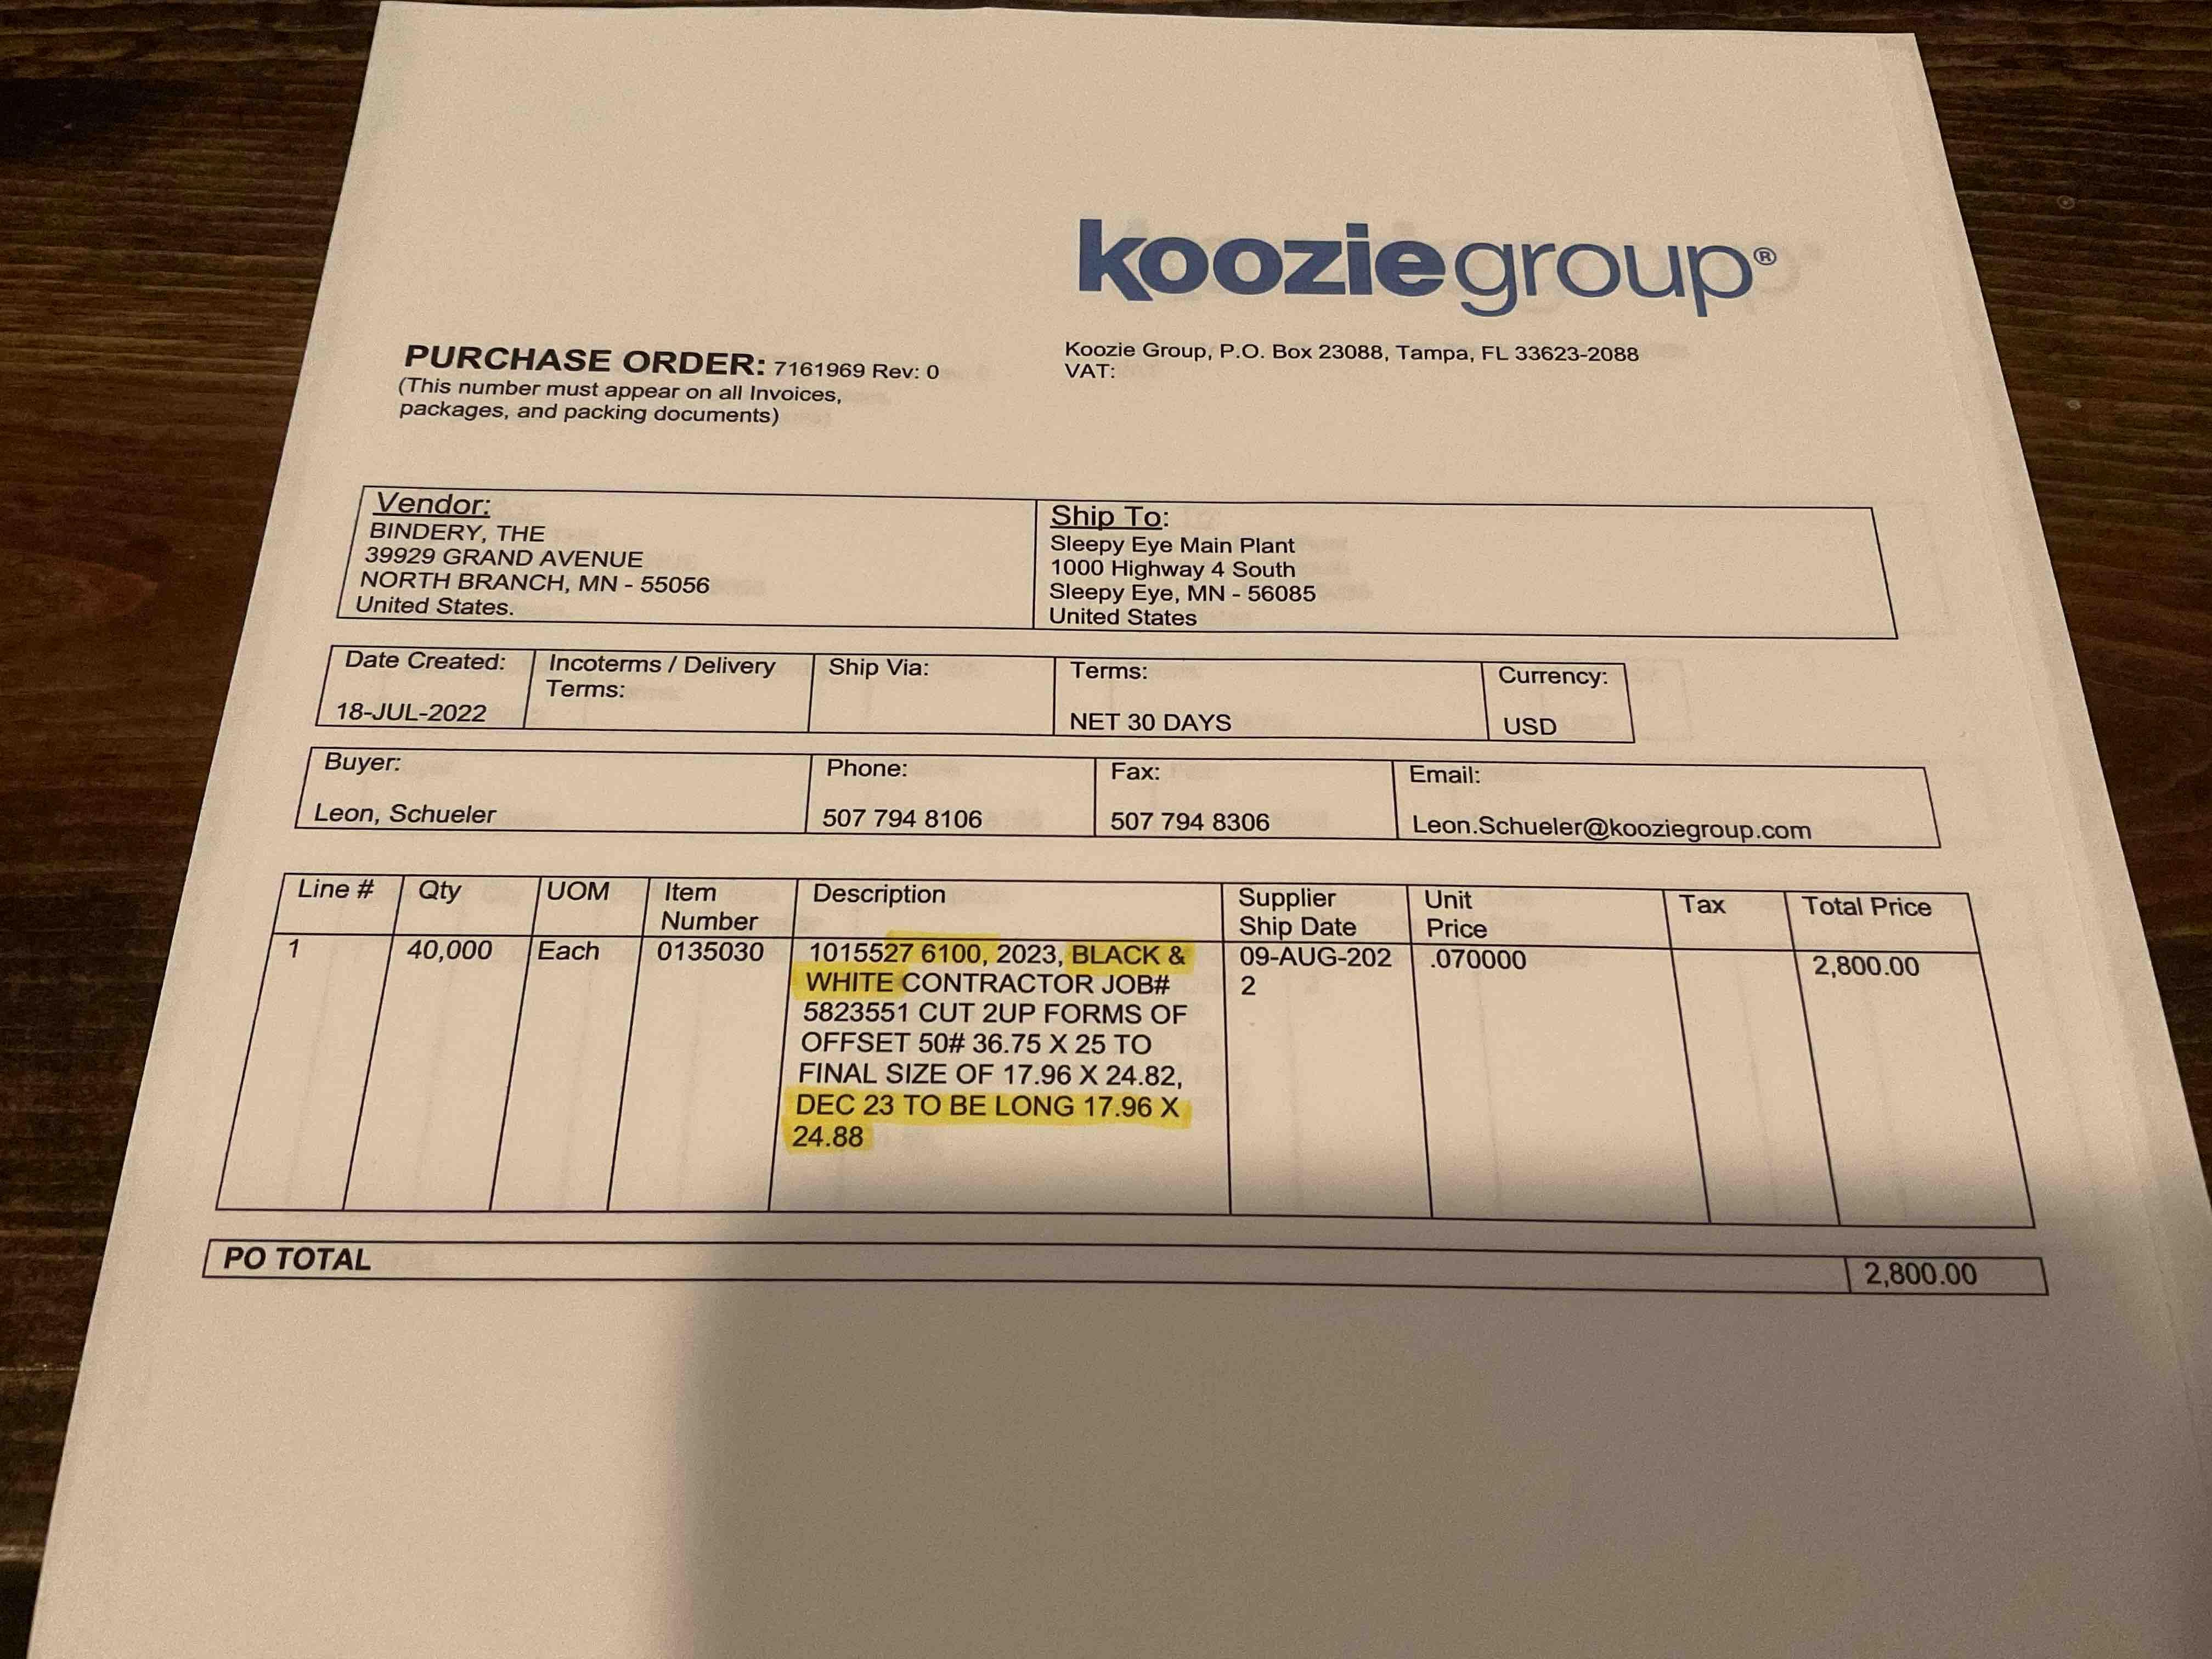 kooziegroup®
PURCHASE ORDER: 7161969 Rev: 0
(This number must appear on all Invoices,
packages, and packing documents)
Koozie Group, P.O. Box 23088, Tampa, FL 33623-2088
VAT:
Vendor:
BINDERY, THE
39929 GRAND AVENUE
NORTH BRANCH, MN - 55056
United States.
Ship To:
Sleepy Eye Main Plant
1000 Highway 4 South
Sleepy Eye, MN - 56085
United States
Date Created:
18-JUL-2022
Incoterms / Delivery
Terms:
Ship Via:
Terms:
NET 30 DAYS
Currency:
USD
Buyer:
Leon, Schueler
Phone:
507 794 8106
Fax:
507 794 8306
Email:
Leon.Schueler@kooziegroup.com
Line #
Qty
UOM
Item
Number
Description
Supplier
Ship Date
Unit
Price
Tax
Total Price
1
40,000
Each
0135030
1015527 6100, 2023, BLACK &
WHITE CONTRACTOR JOB#
5823551 CUT 2UP FORMS OF
OFFSET 50# 36.75 X 25 TO
FINAL SIZE OF 17.96 X 24.82,
DEC 23 TO BE LONG 17.96 X
24.88
09-AUG-202
2
.070000
2,800.00
PO TOTAL
2,800.00